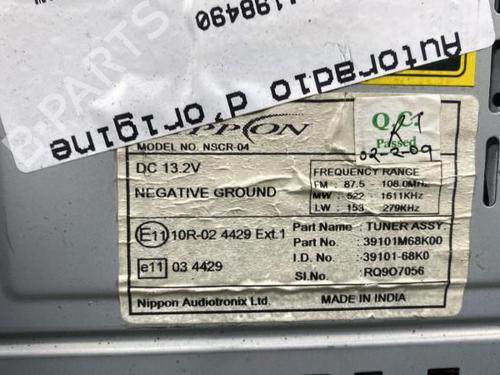 1198490
Autoradio d'origine
B-PARTS
NIPPON
MODEL NO. NSCR-04
Q.C.
Passed
02-2-09
DC 13.2V
NEGATIVE GROUND
FREQUENCY RANGE
FM : 87.5 - 108.0MHz
MW : 522 1611KHz
LW : 153 279KHz
E11 10R-02 4429 Ext.1
e11 03 4429
Part Name : TUNER ASSY.
Part No. : 39101M68K00
I.D. No. : 39101-68K0
Sl.No. : RQ9O7056
Nippon Audiotronix Ltd.
MADE IN INDIA